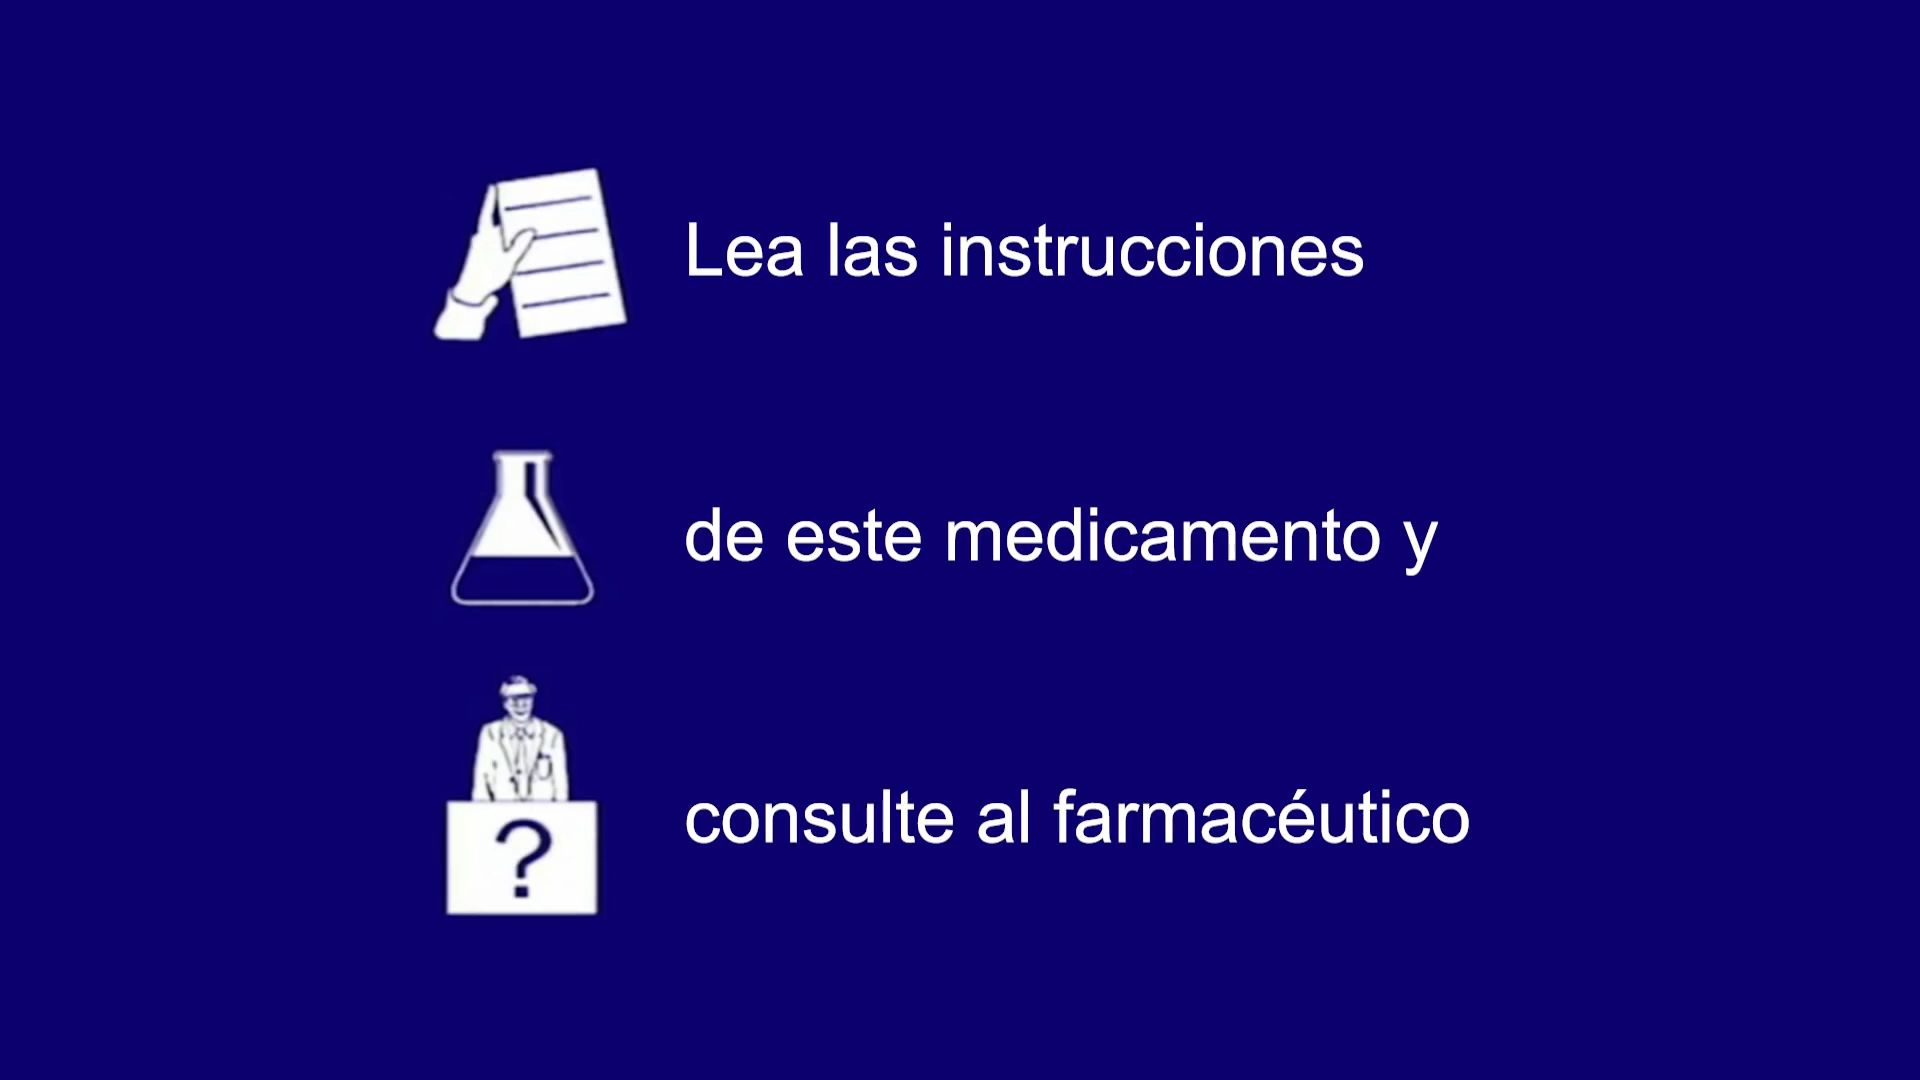 Lea las instrucciones
de este medicamento y
consulte al farmacéutico
?